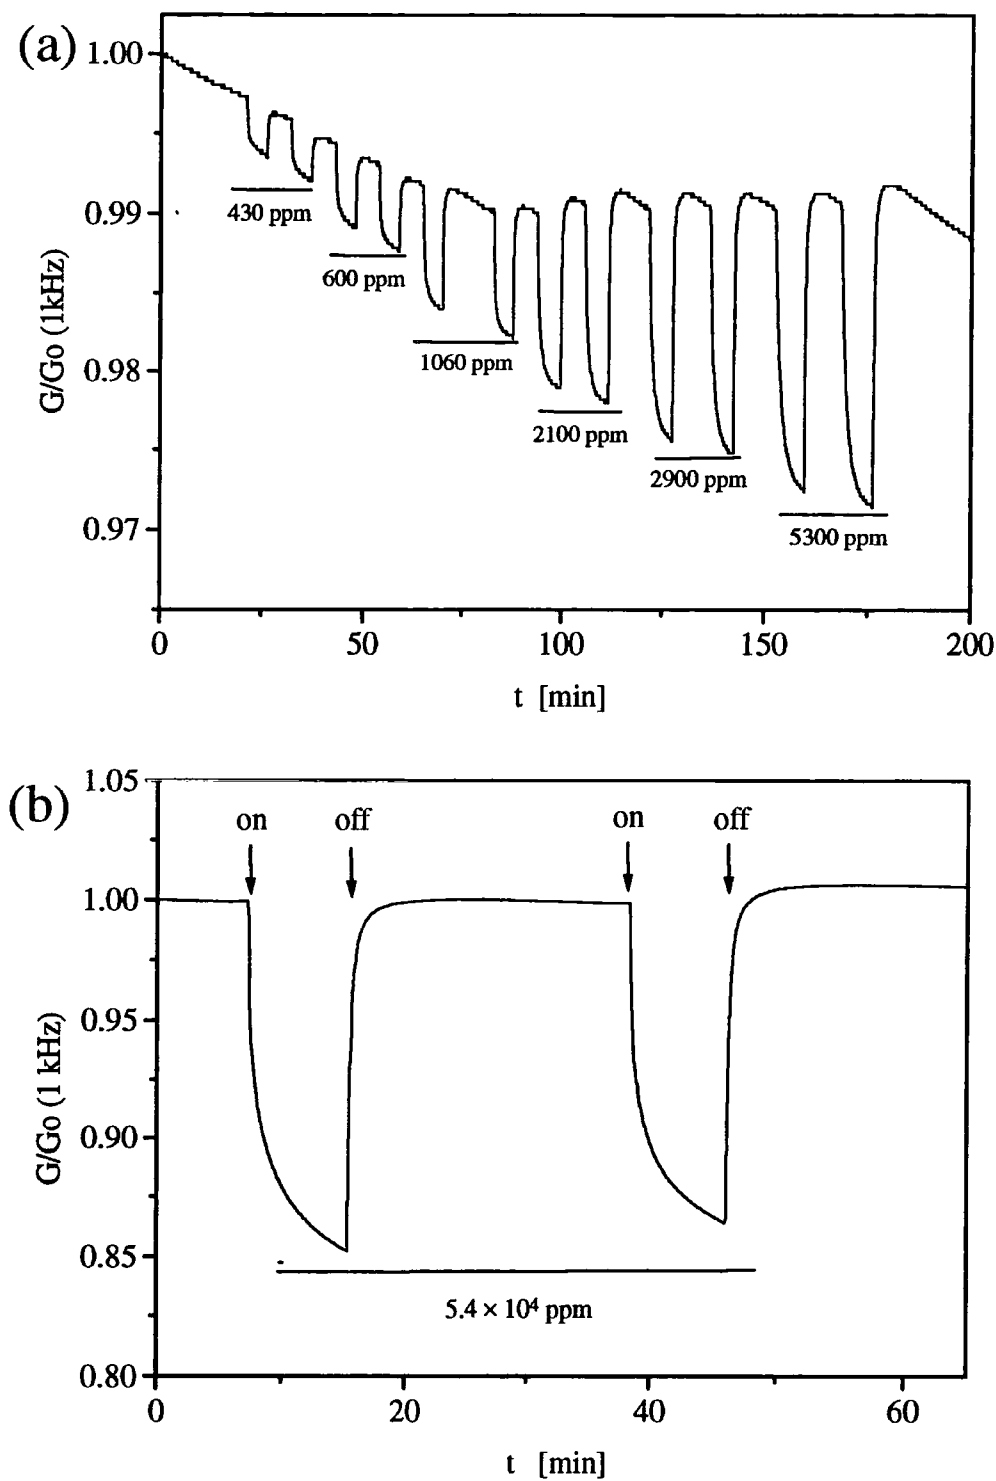 (a)
1.00
0.99
0.98
0.97
G/Go (1kHz)
430 ppm
600 ppm
1060 ppm
2100 ppm
2900 ppm
5300 ppm
0 50 100 150 200
t [min]
(b)
1.05
1.00
0.95
0.90
0.85
0.80
G/Go (1 kHz)
on off on off
5.4 × 10⁴ ppm
0 20 40 60
t [min]